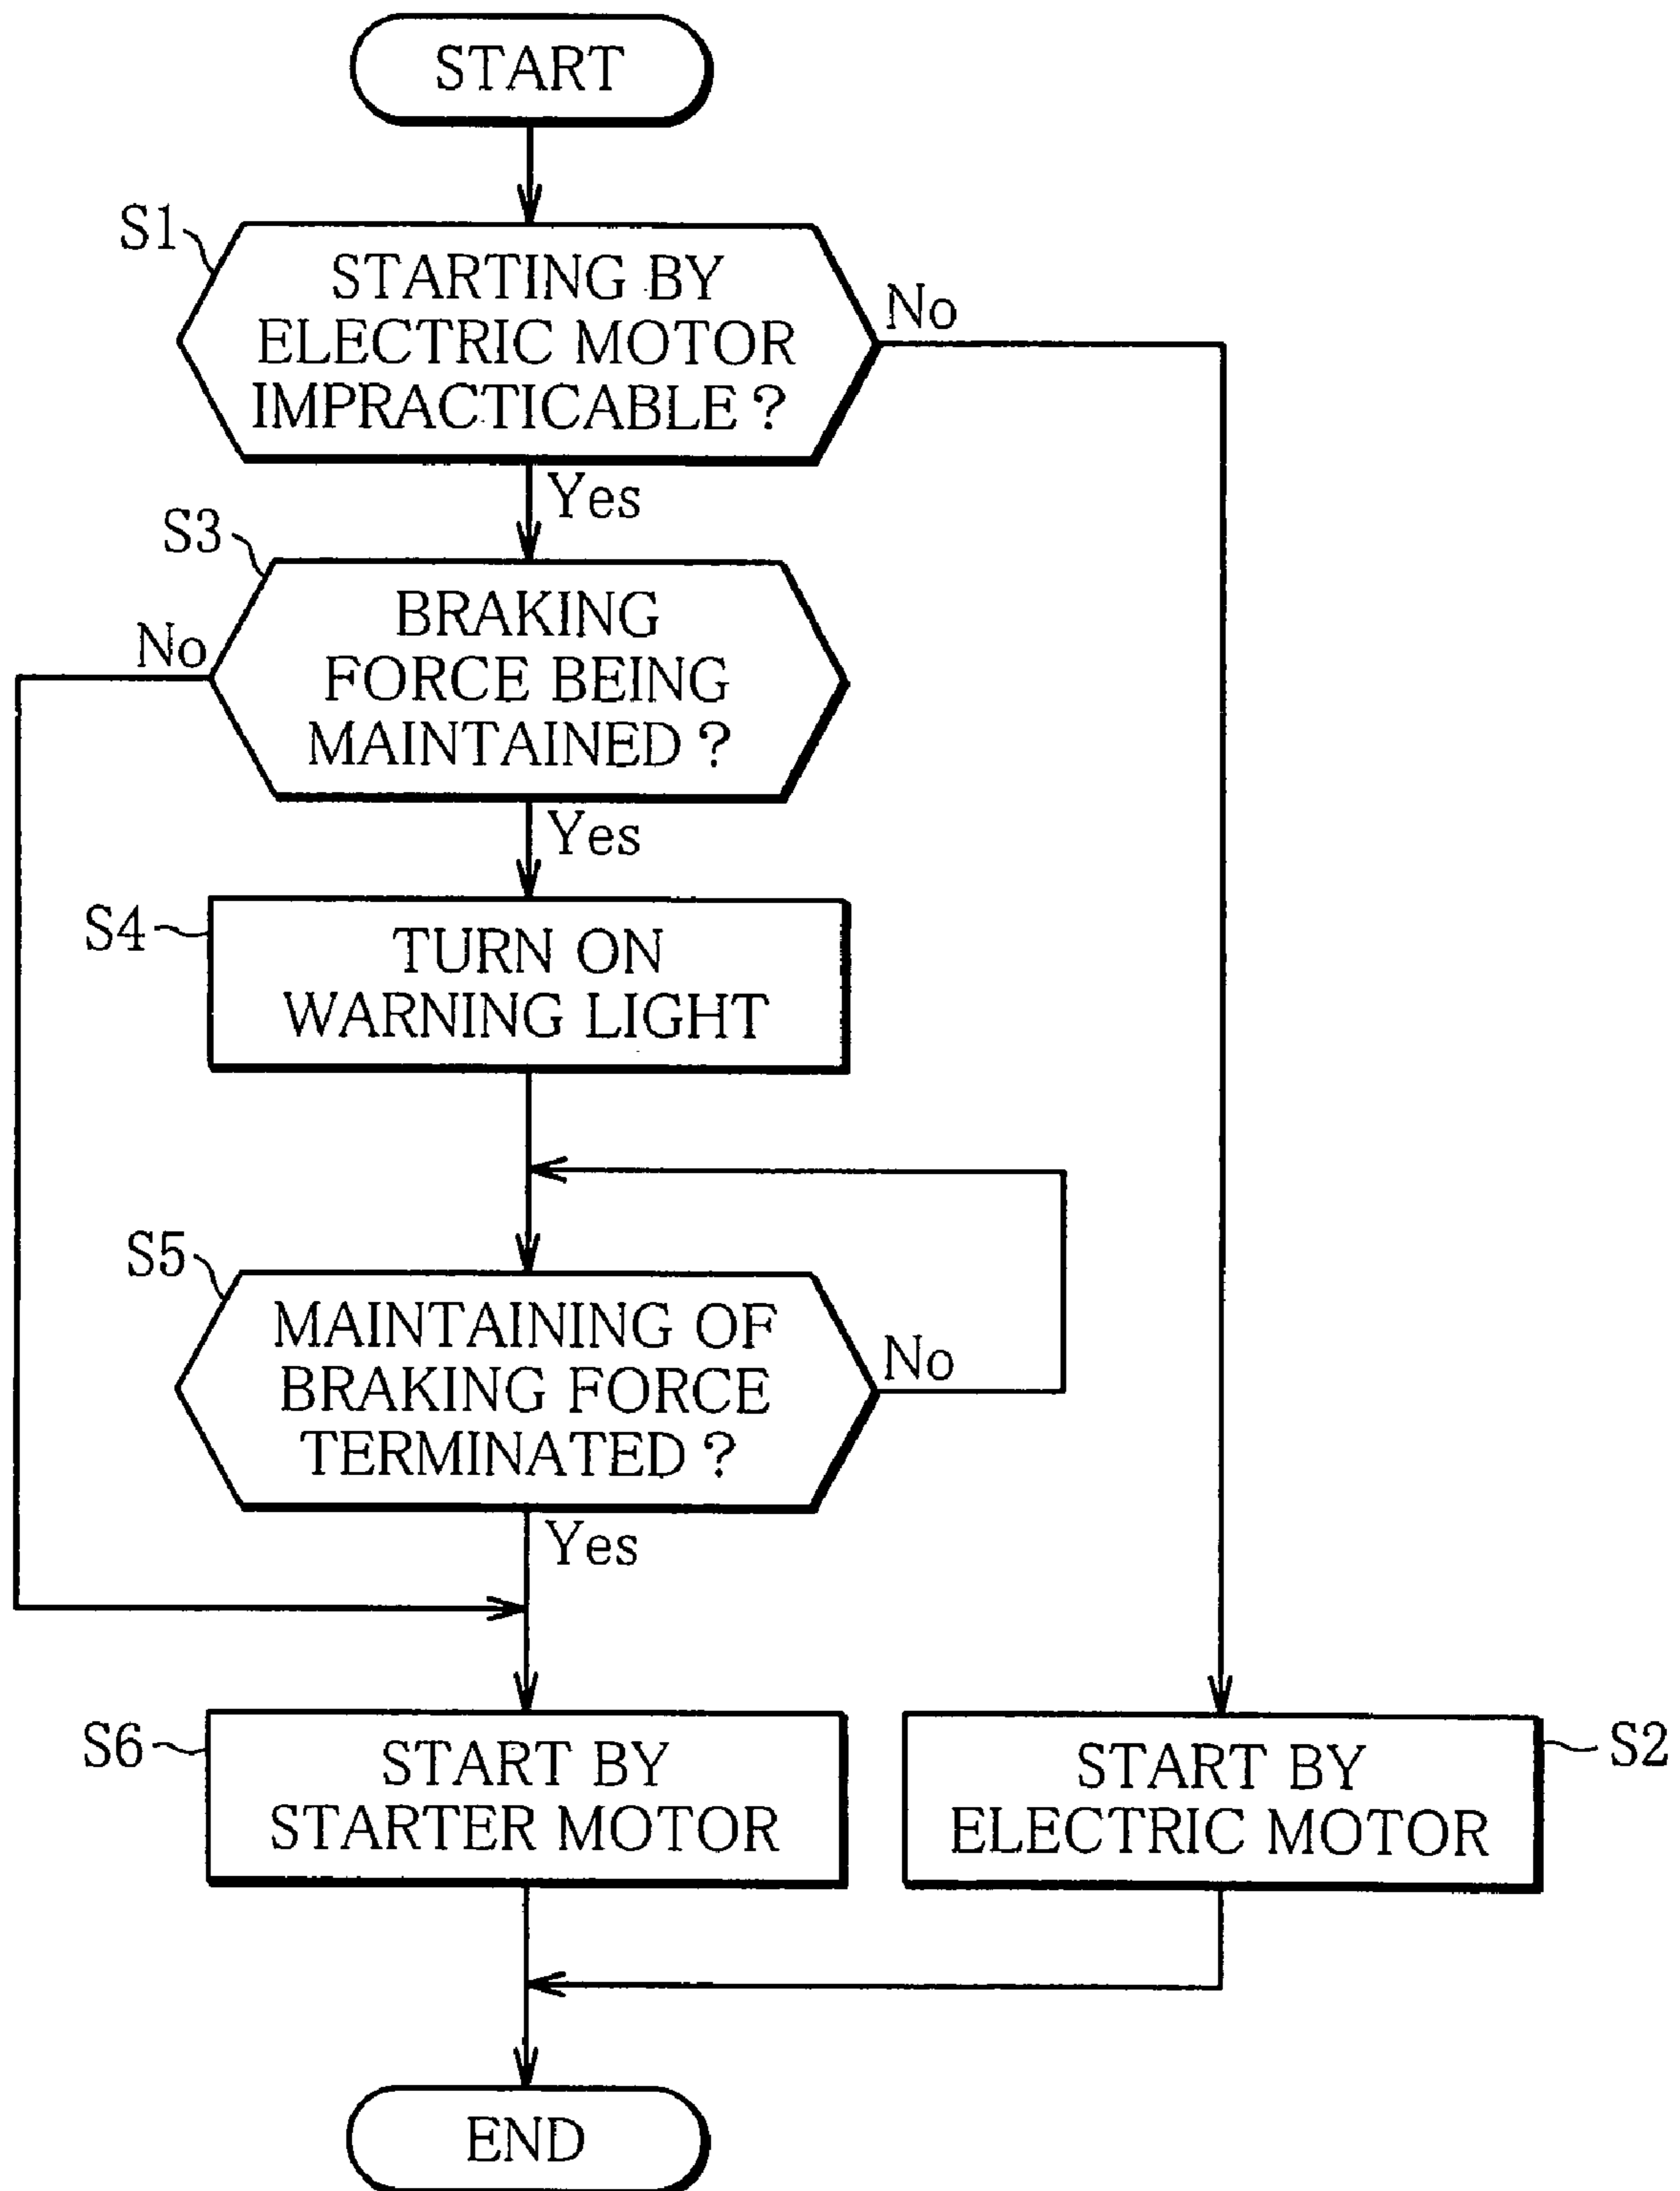 START
S1
STARTING BY
ELECTRIC MOTOR
IMPRACTICABLE ?
No
Yes
S3
BRAKING
FORCE BEING
MAINTAINED ?
No
Yes
S4
TURN ON
WARNING LIGHT
S5
MAINTAINING OF
BRAKING FORCE
TERMINATED ?
No
Yes
S6
START BY
STARTER MOTOR
START BY
ELECTRIC MOTOR
S2
END